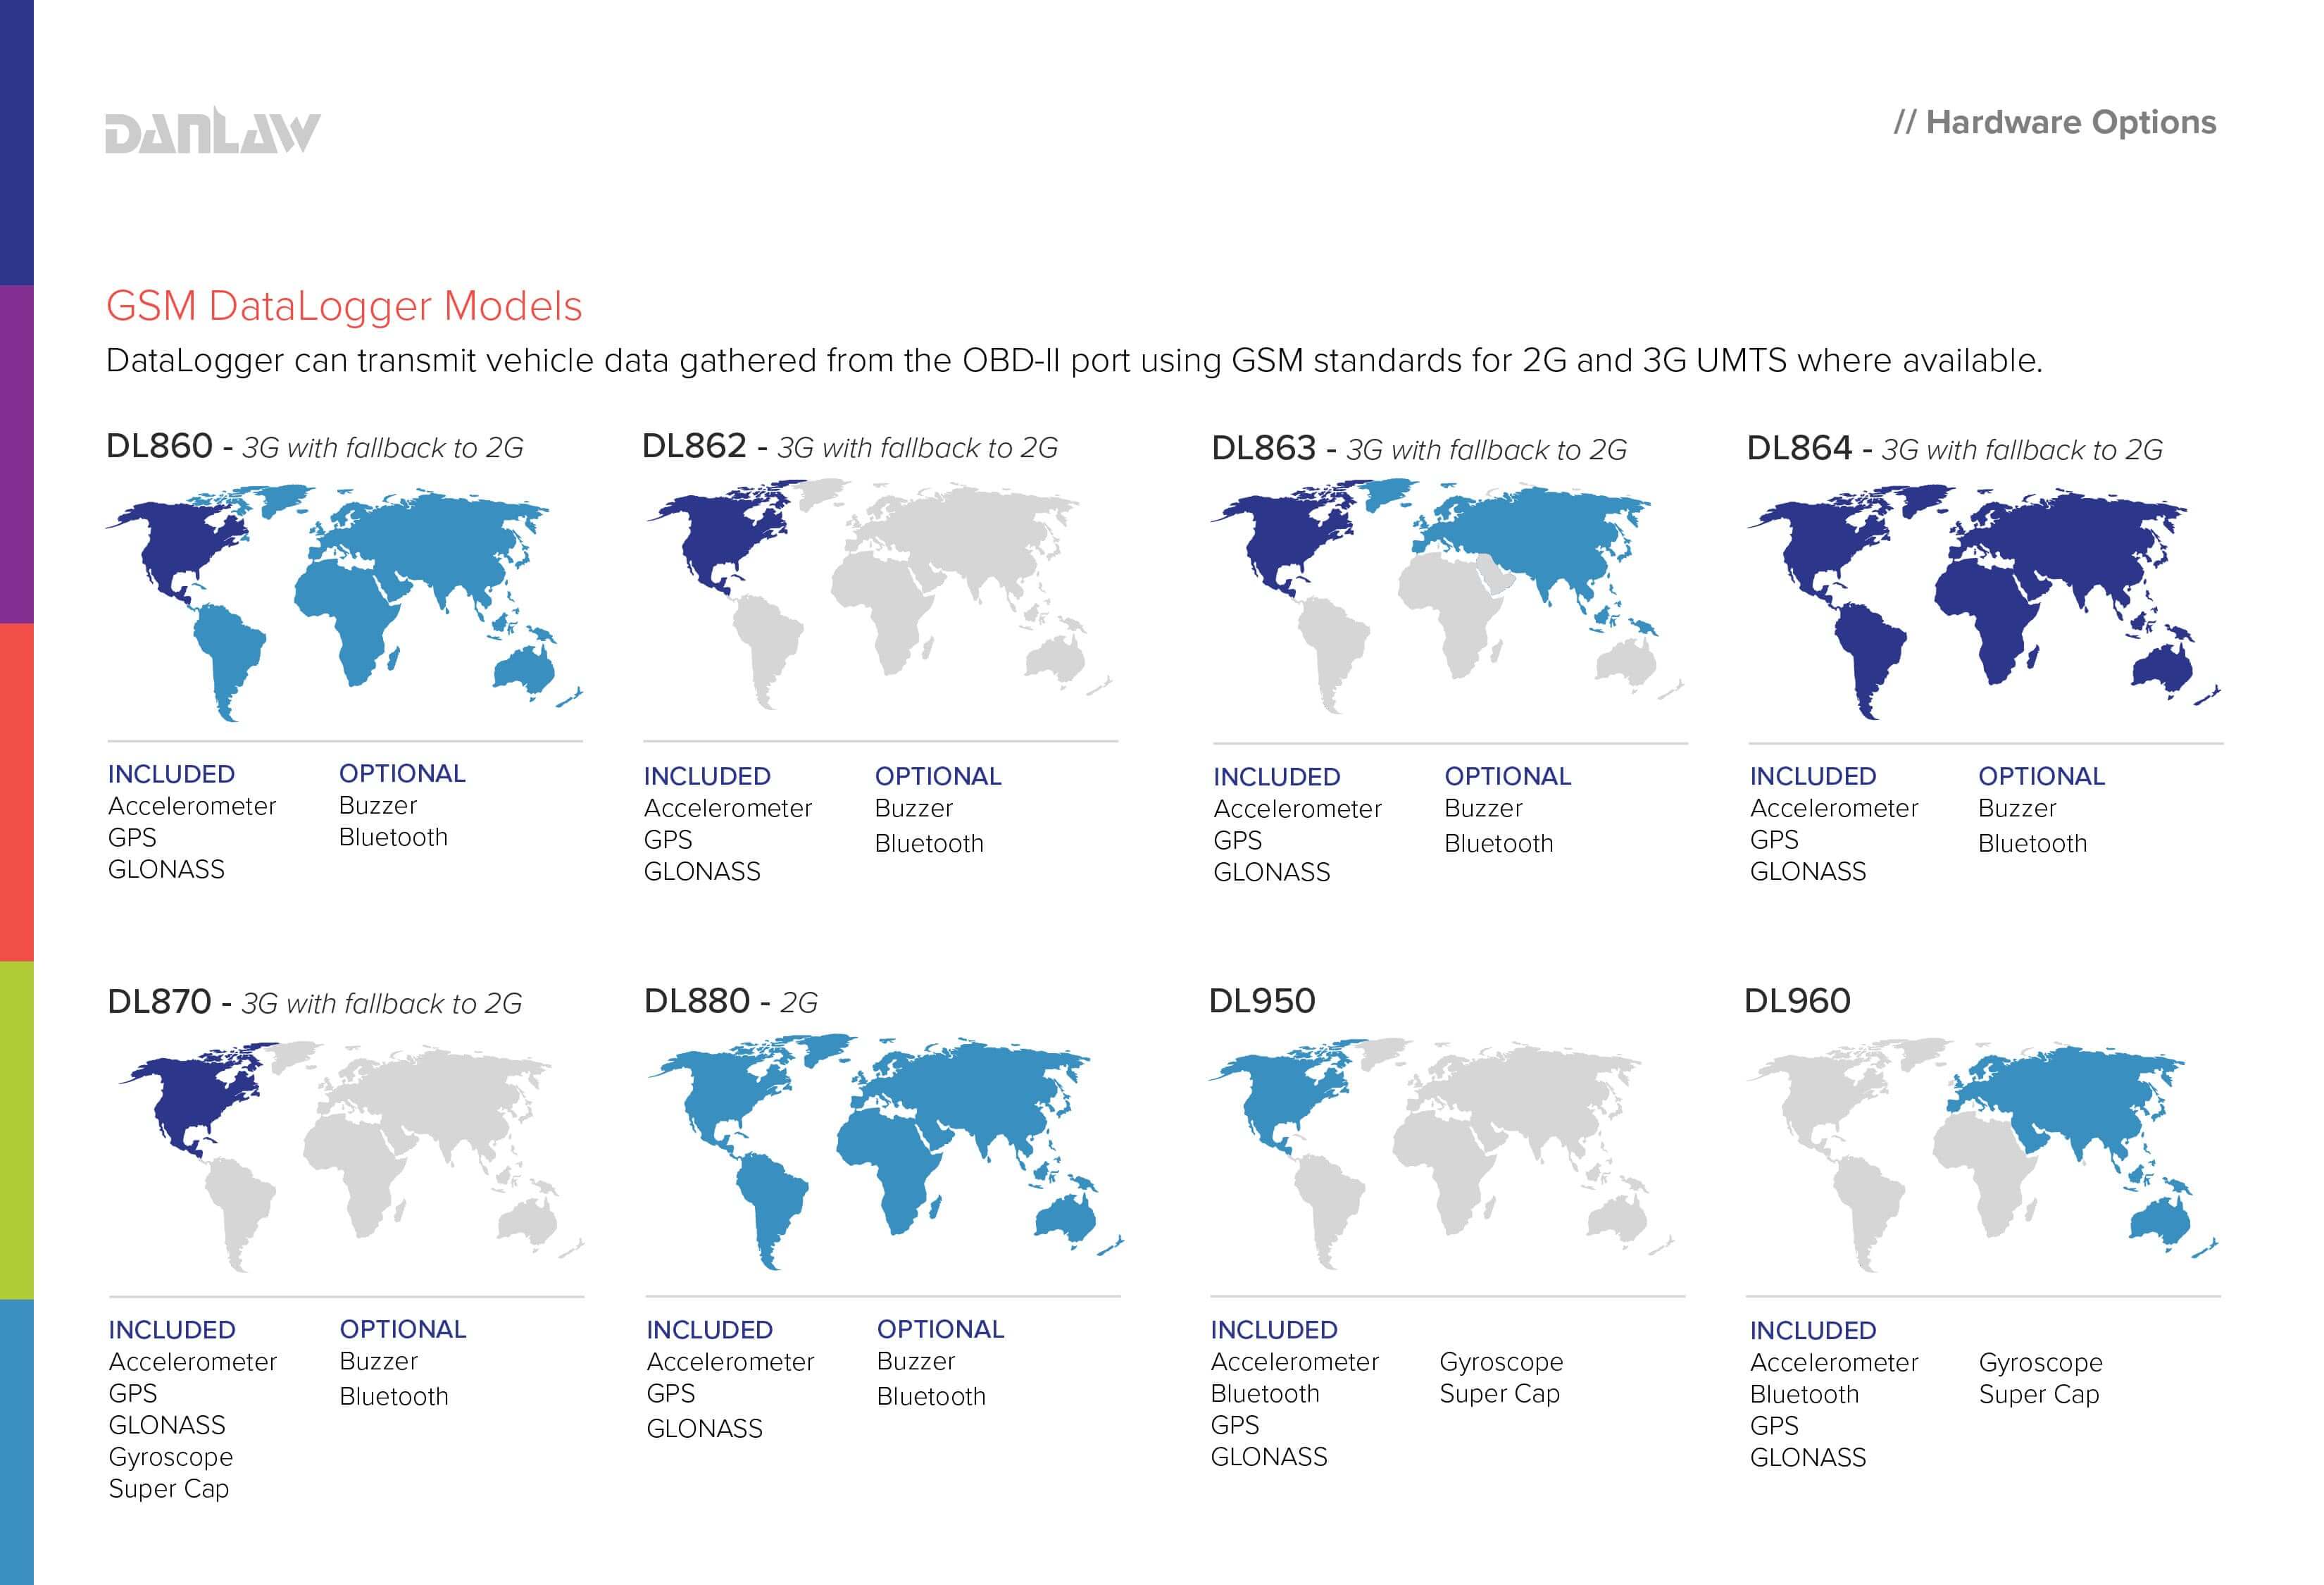 DANLAW
// Hardware Options
GSM DataLogger Models
DataLogger can transmit vehicle data gathered from the OBD-II port using GSM standards for 2G and 3G UMTS where available.
DL860 - 3G with fallback to 2G
INCLUDED
Accelerometer
GPS
GLONASS
OPTIONAL
Buzzer
Bluetooth
DL862 - 3G with fallback to 2G
INCLUDED
Accelerometer
GPS
GLONASS
OPTIONAL
Buzzer
Bluetooth
DL863 - 3G with fallback to 2G
INCLUDED
Accelerometer
GPS
GLONASS
OPTIONAL
Buzzer
Bluetooth
DL864 - 3G with fallback to 2G
INCLUDED
Accelerometer
GPS
GLONASS
OPTIONAL
Buzzer
Bluetooth
DL870 - 3G with fallback to 2G
INCLUDED
Accelerometer
GPS
GLONASS
Gyroscope
Super Cap
OPTIONAL
Buzzer
Bluetooth
DL880 - 2G
INCLUDED
Accelerometer
GPS
GLONASS
OPTIONAL
Buzzer
Bluetooth
DL950
INCLUDED
Accelerometer
Bluetooth
GPS
GLONASS
Gyroscope
Super Cap
DL960
INCLUDED
Accelerometer
Bluetooth
GPS
GLONASS
Gyroscope
Super Cap